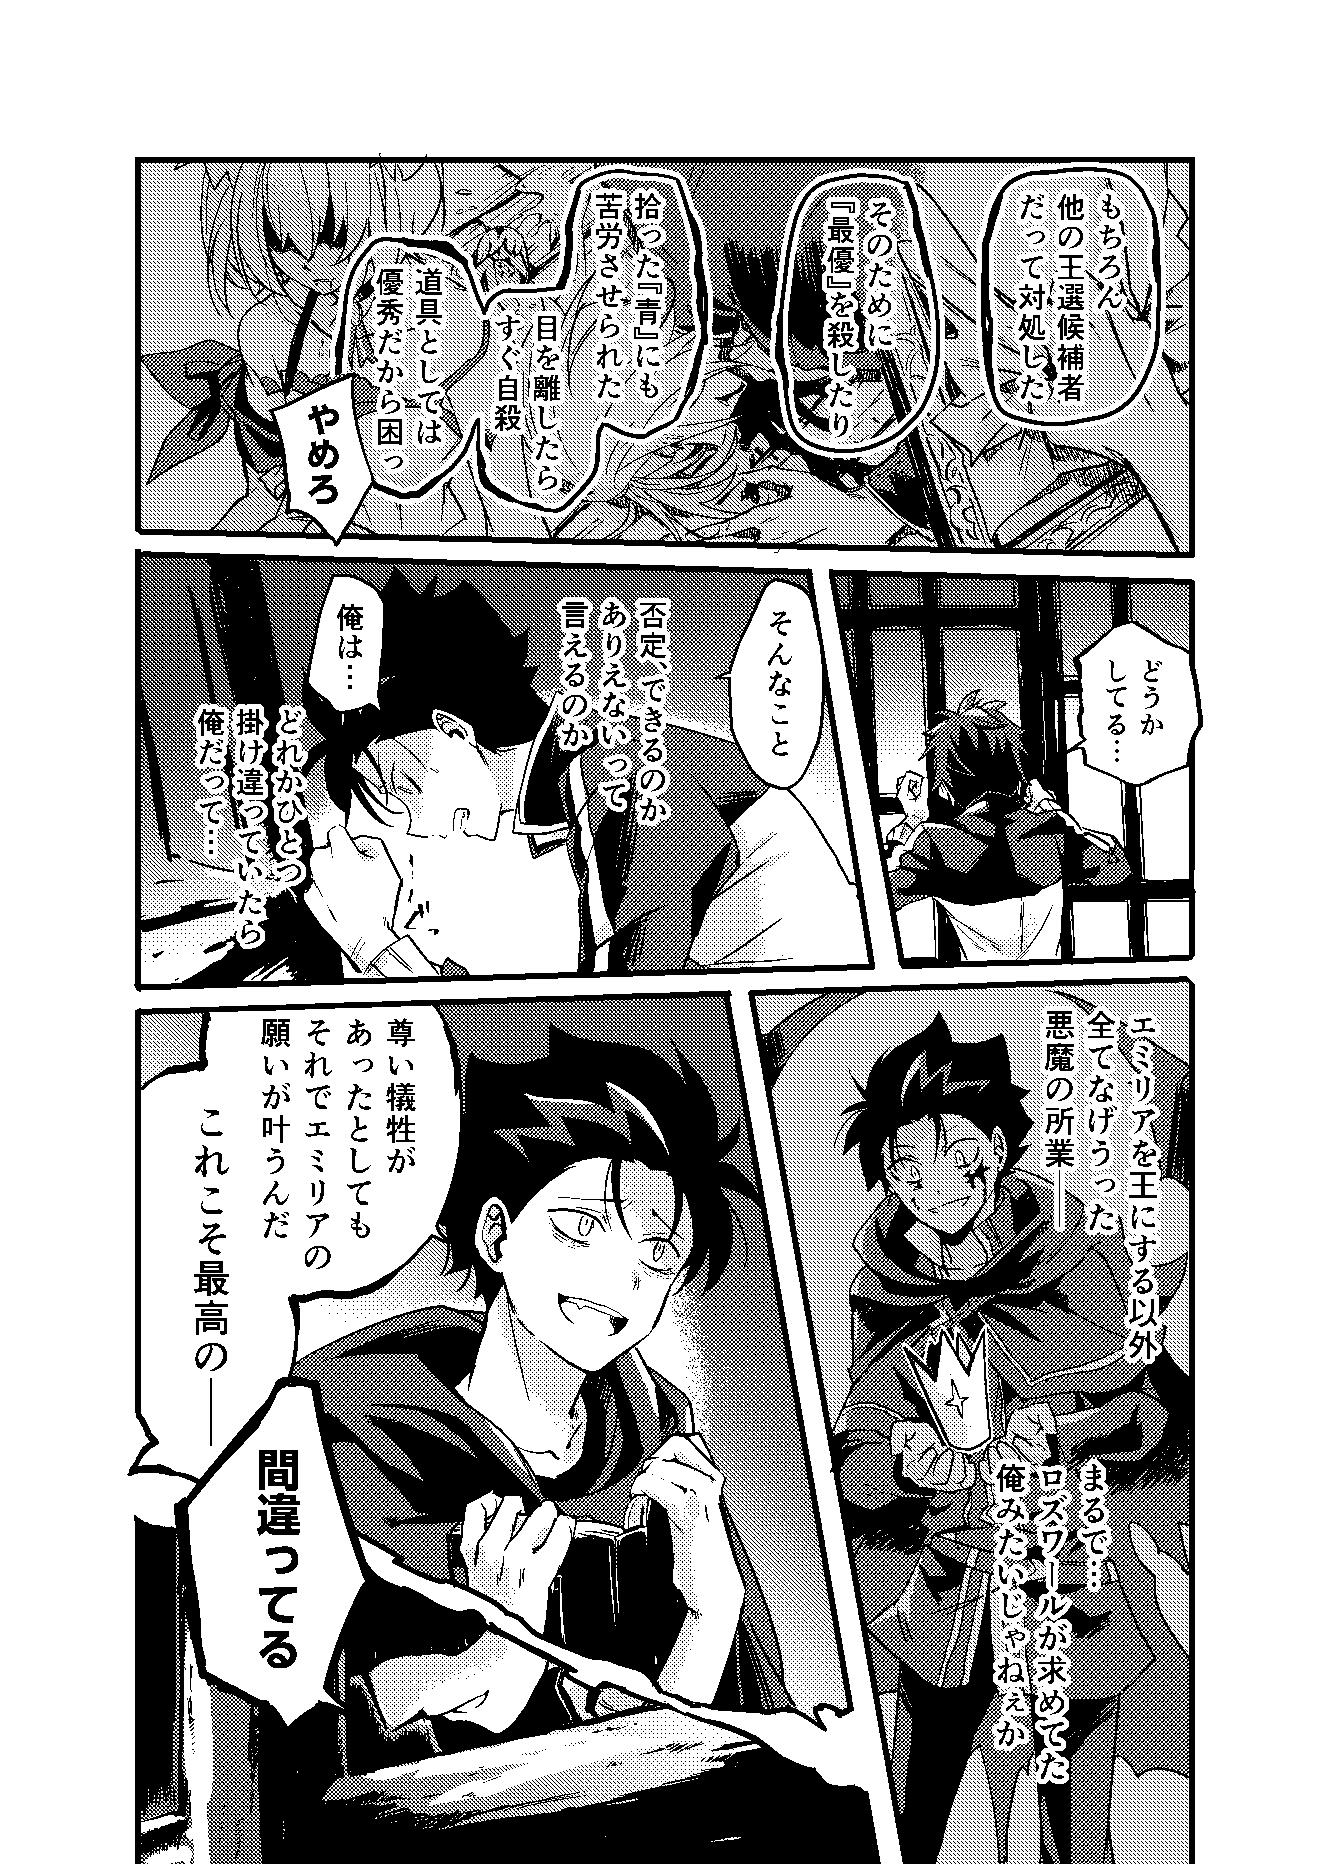 もちろん
他の王選候補者
だって対処した
そのために
『最優』を殺したり
拾った『青』にも
苦労させられた
目を離したら
すぐ自殺
道具としては
優秀だから困っ
やめろ
どうか
してる…
そんなこと
否定、できるのか
ありえないって
言えるのか
俺は…
どれかひとつ
掛け違っていたら
俺だって…
エミリアを王にする以外
全てなげうった
悪魔の所業――
まるで…
ロズワールが求めてた
俺みたいじゃねぇか
尊い犠牲が
あったとしても
それでエミリアの
願いが叶うんだ
これこそ最高の――
間違ってる